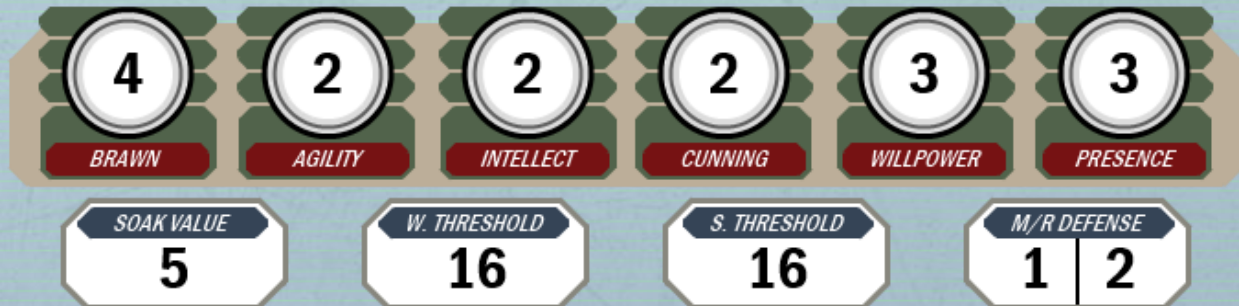 4 2 2 2 3 3
BRAWN AGILITY INTELLECT CUNNING WILLPOWER PRESENCE
SOAK VALUE W. THRESHOLD S. THRESHOLD M/R DEFENSE
5 16 16 1 2